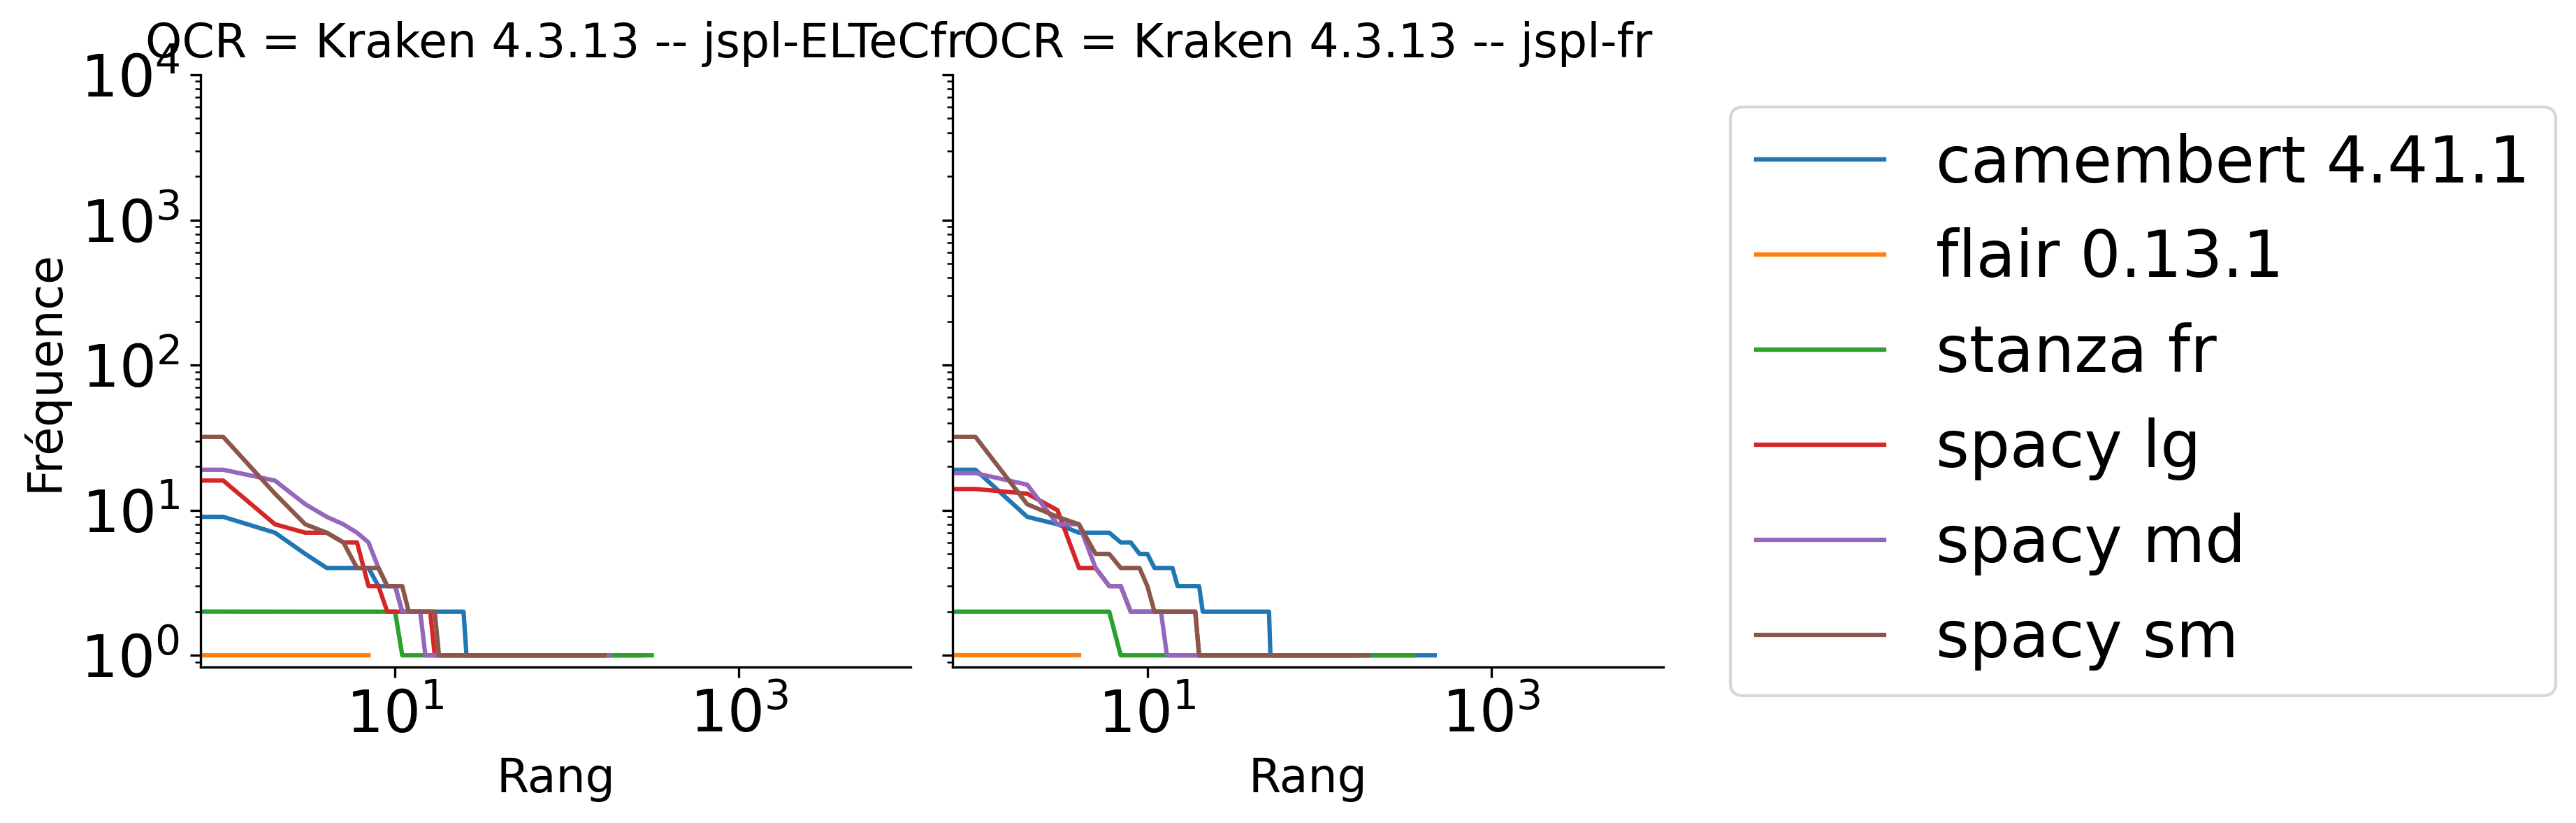 OCR = Kraken 4.3.13 -- jspl-ELTeCfr
OCR = Kraken 4.3.13 -- jspl-fr
Fréquence
10^4
10^3
10^2
10^1
10^0
10^1
10^3
Rang
10^1
10^3
Rang
camembert 4.41.1
flair 0.13.1
stanza fr
spacy lg
spacy md
spacy sm